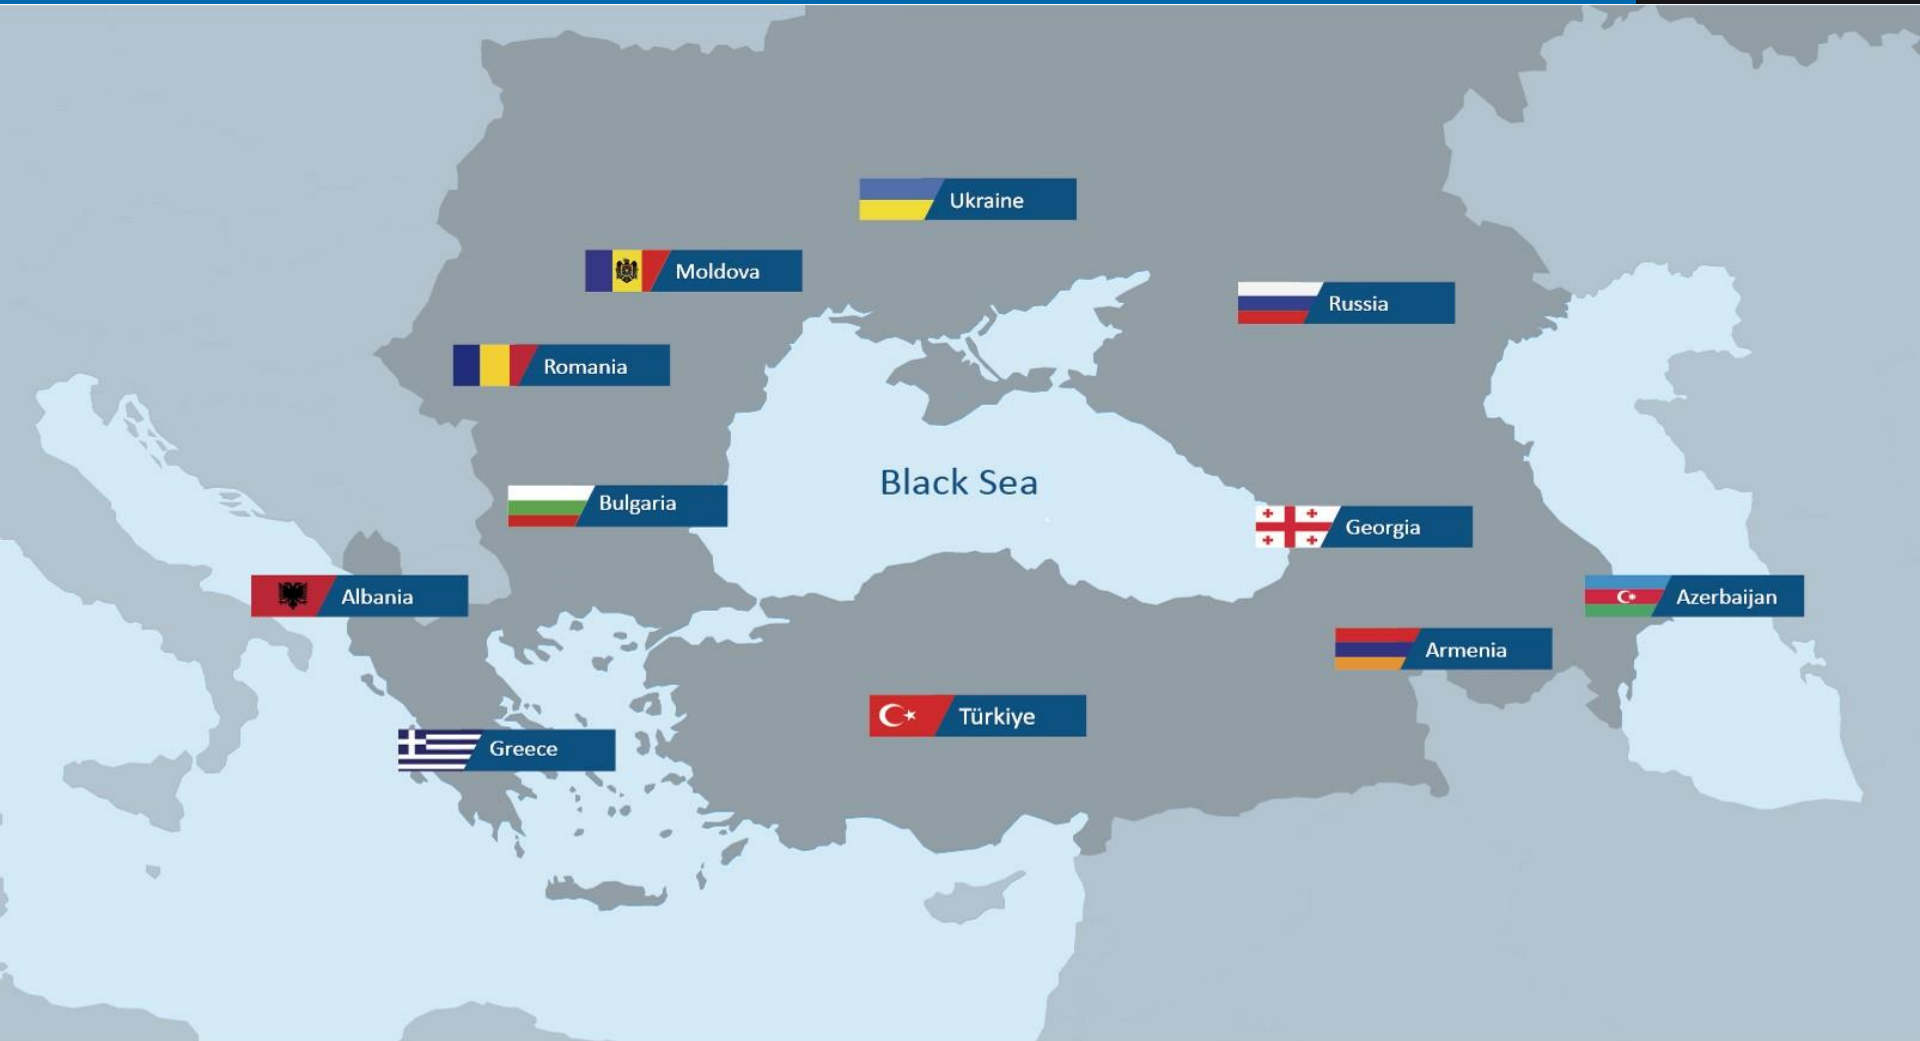 Ukraine
Moldova
Russia
Romania
Black Sea
Bulgaria
Georgia
Albania
Azerbaijan
Armenia
Türkiye
Greece